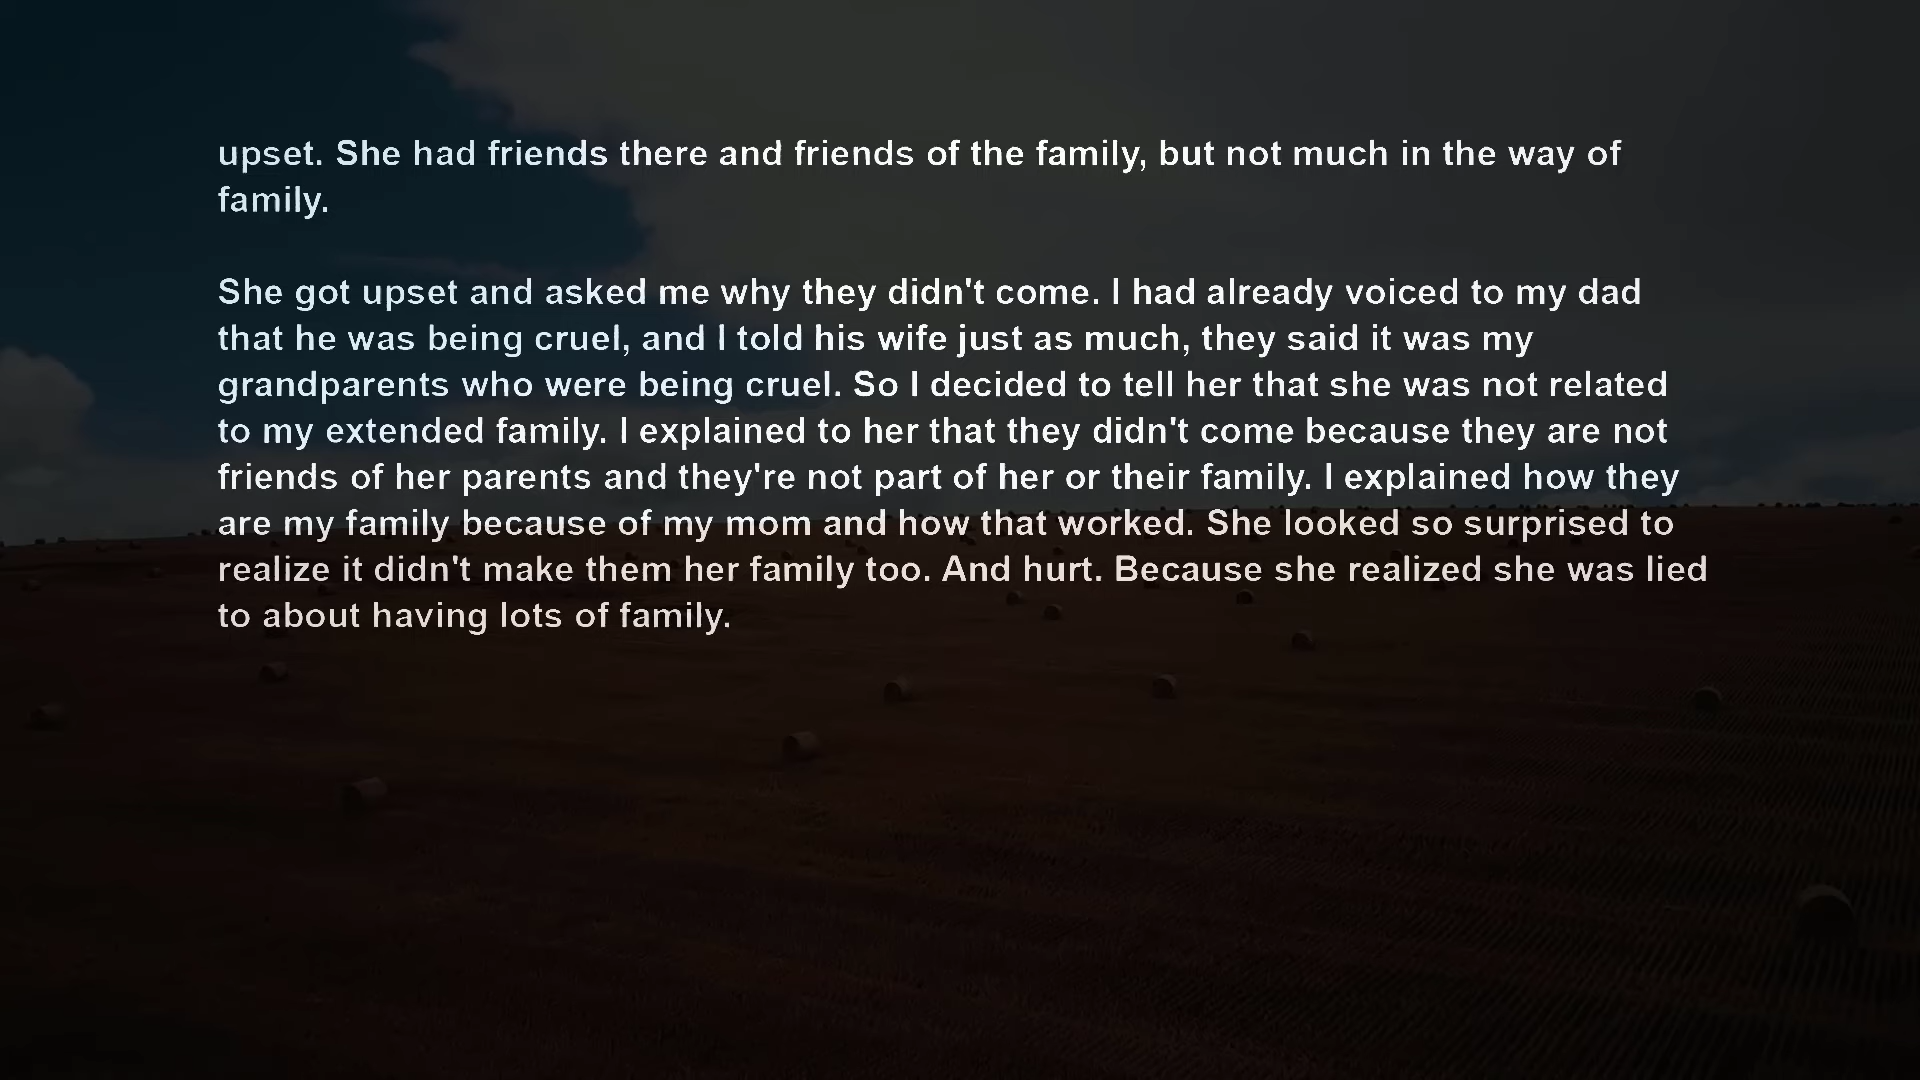 upset. She had friends there and friends of the family, but not much in the way of
family.
She got upset and asked me why they didn't come. I had already voiced to my dad
that he was being cruel, and I told his wife just as much, they said it was my
grandparents who were being cruel. So I decided to tell her that she was not related
to my extended family. I explained to her that they didn't come because they are not
friends of her parents and they're not part of her or their family. I explained how they
are my family because of my mom and how that worked. She looked so surprised to
realize it didn't make them her family too. And hurt. Because she realized she was lied
to about having lots of family.